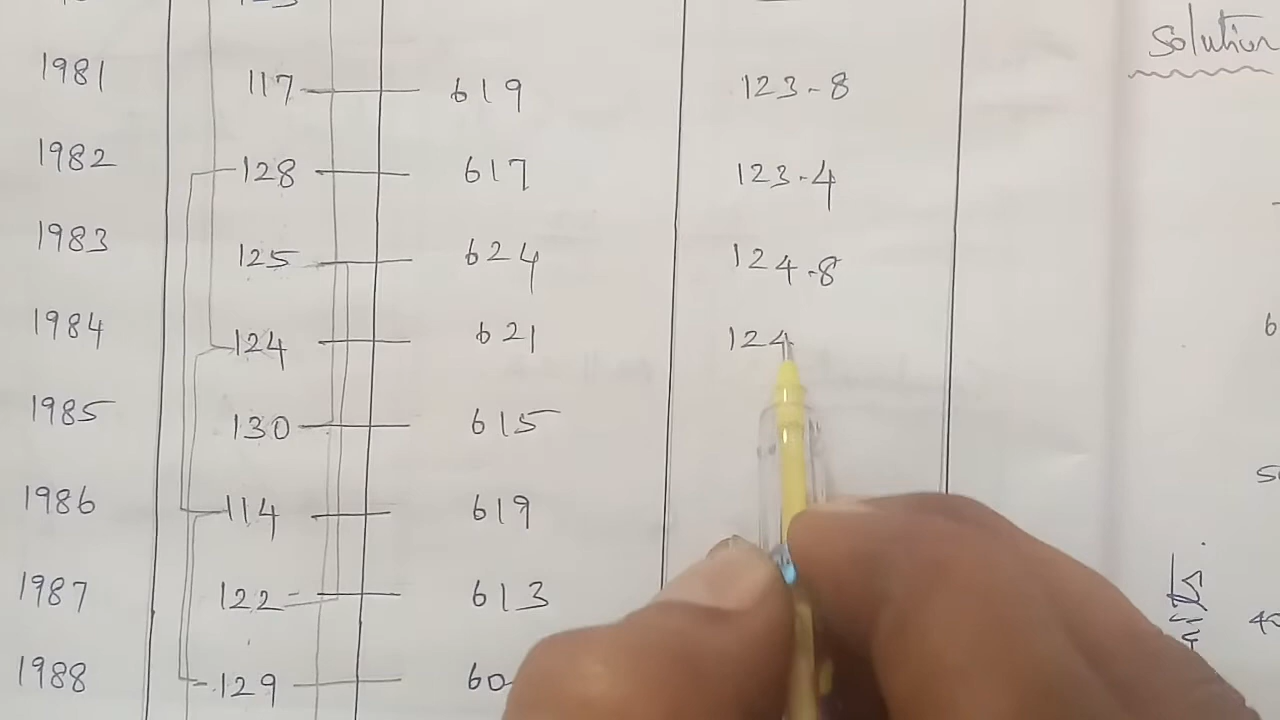 Solution
1981 117 619 123-8
1982 128 617 123-4
1983 125 624 124-8
1984 124 621 124
1985 130 615
1986 114 619
1987 122 613
1988 129 60